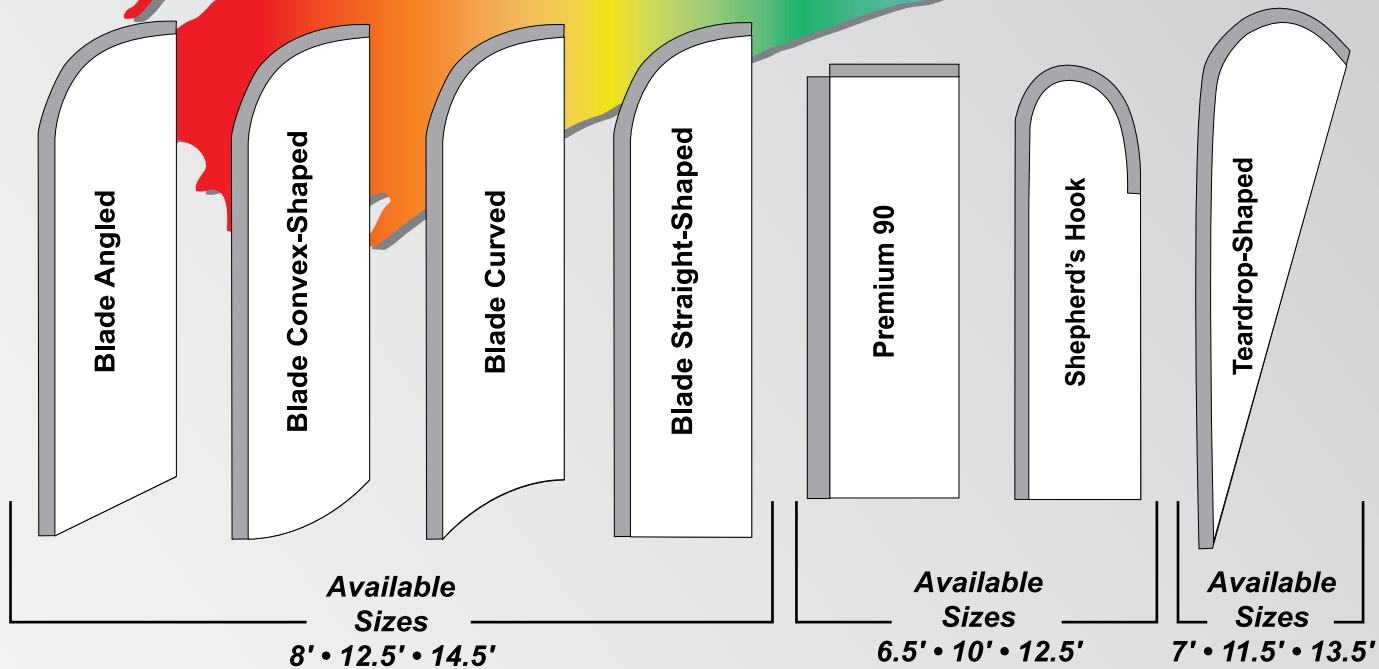 Blade Angled
Blade Convex-Shaped
Blade Curved
Blade Straight-Shaped
Premium 90
Shepherd's Hook
Teardrop-Shaped
Available
Sizes
8' • 12.5' • 14.5'
Available
Sizes
6.5' • 10' • 12.5'
Available
Sizes
7' • 11.5' • 13.5'